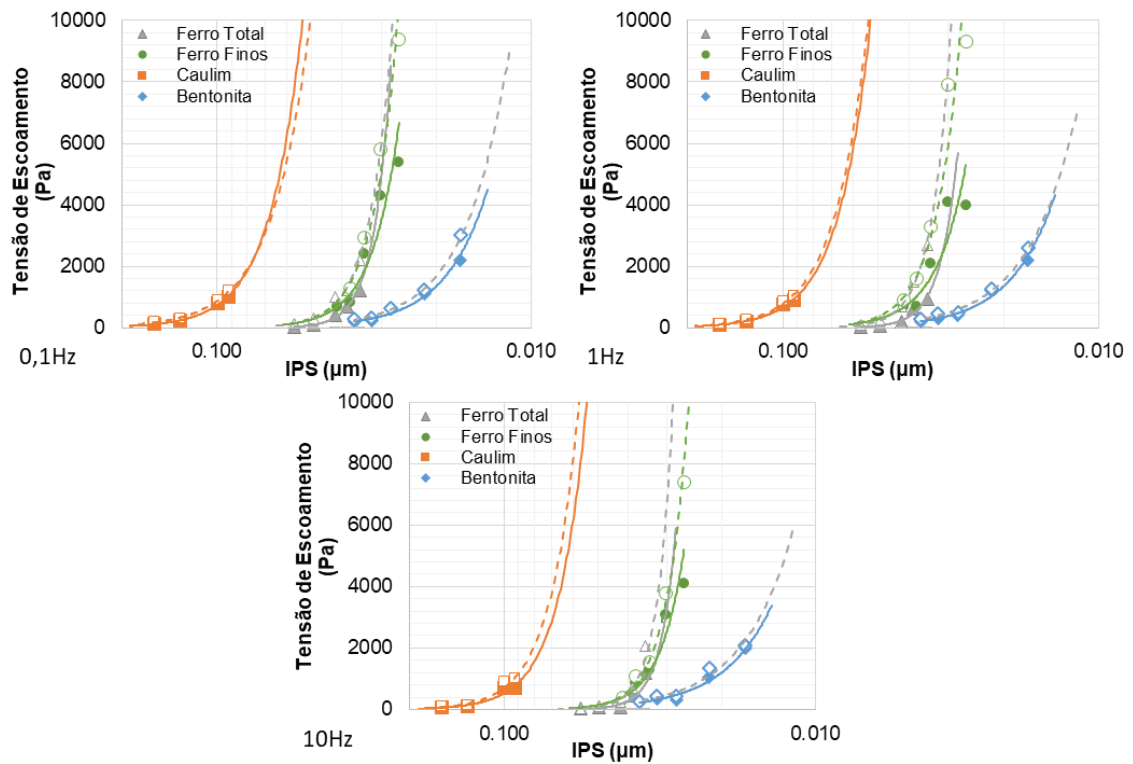 10000
8000
6000
4000
2000
0
Tensão de Escoamento
(Pa)
Ferro Total
Ferro Finos
Caulim
Bentonita
0.100
0.010
0,1Hz
IPS (µm)
10000
8000
6000
4000
2000
0
Tensão de Escoamento
(Pa)
Ferro Total
Ferro Finos
Caulim
Bentonita
0.100
0.010
1Hz
IPS (µm)
10000
8000
6000
4000
2000
0
Tensão de Escoamento
(Pa)
Ferro Total
Ferro Finos
Caulim
Bentonita
0.100
0.010
10Hz
IPS (µm)